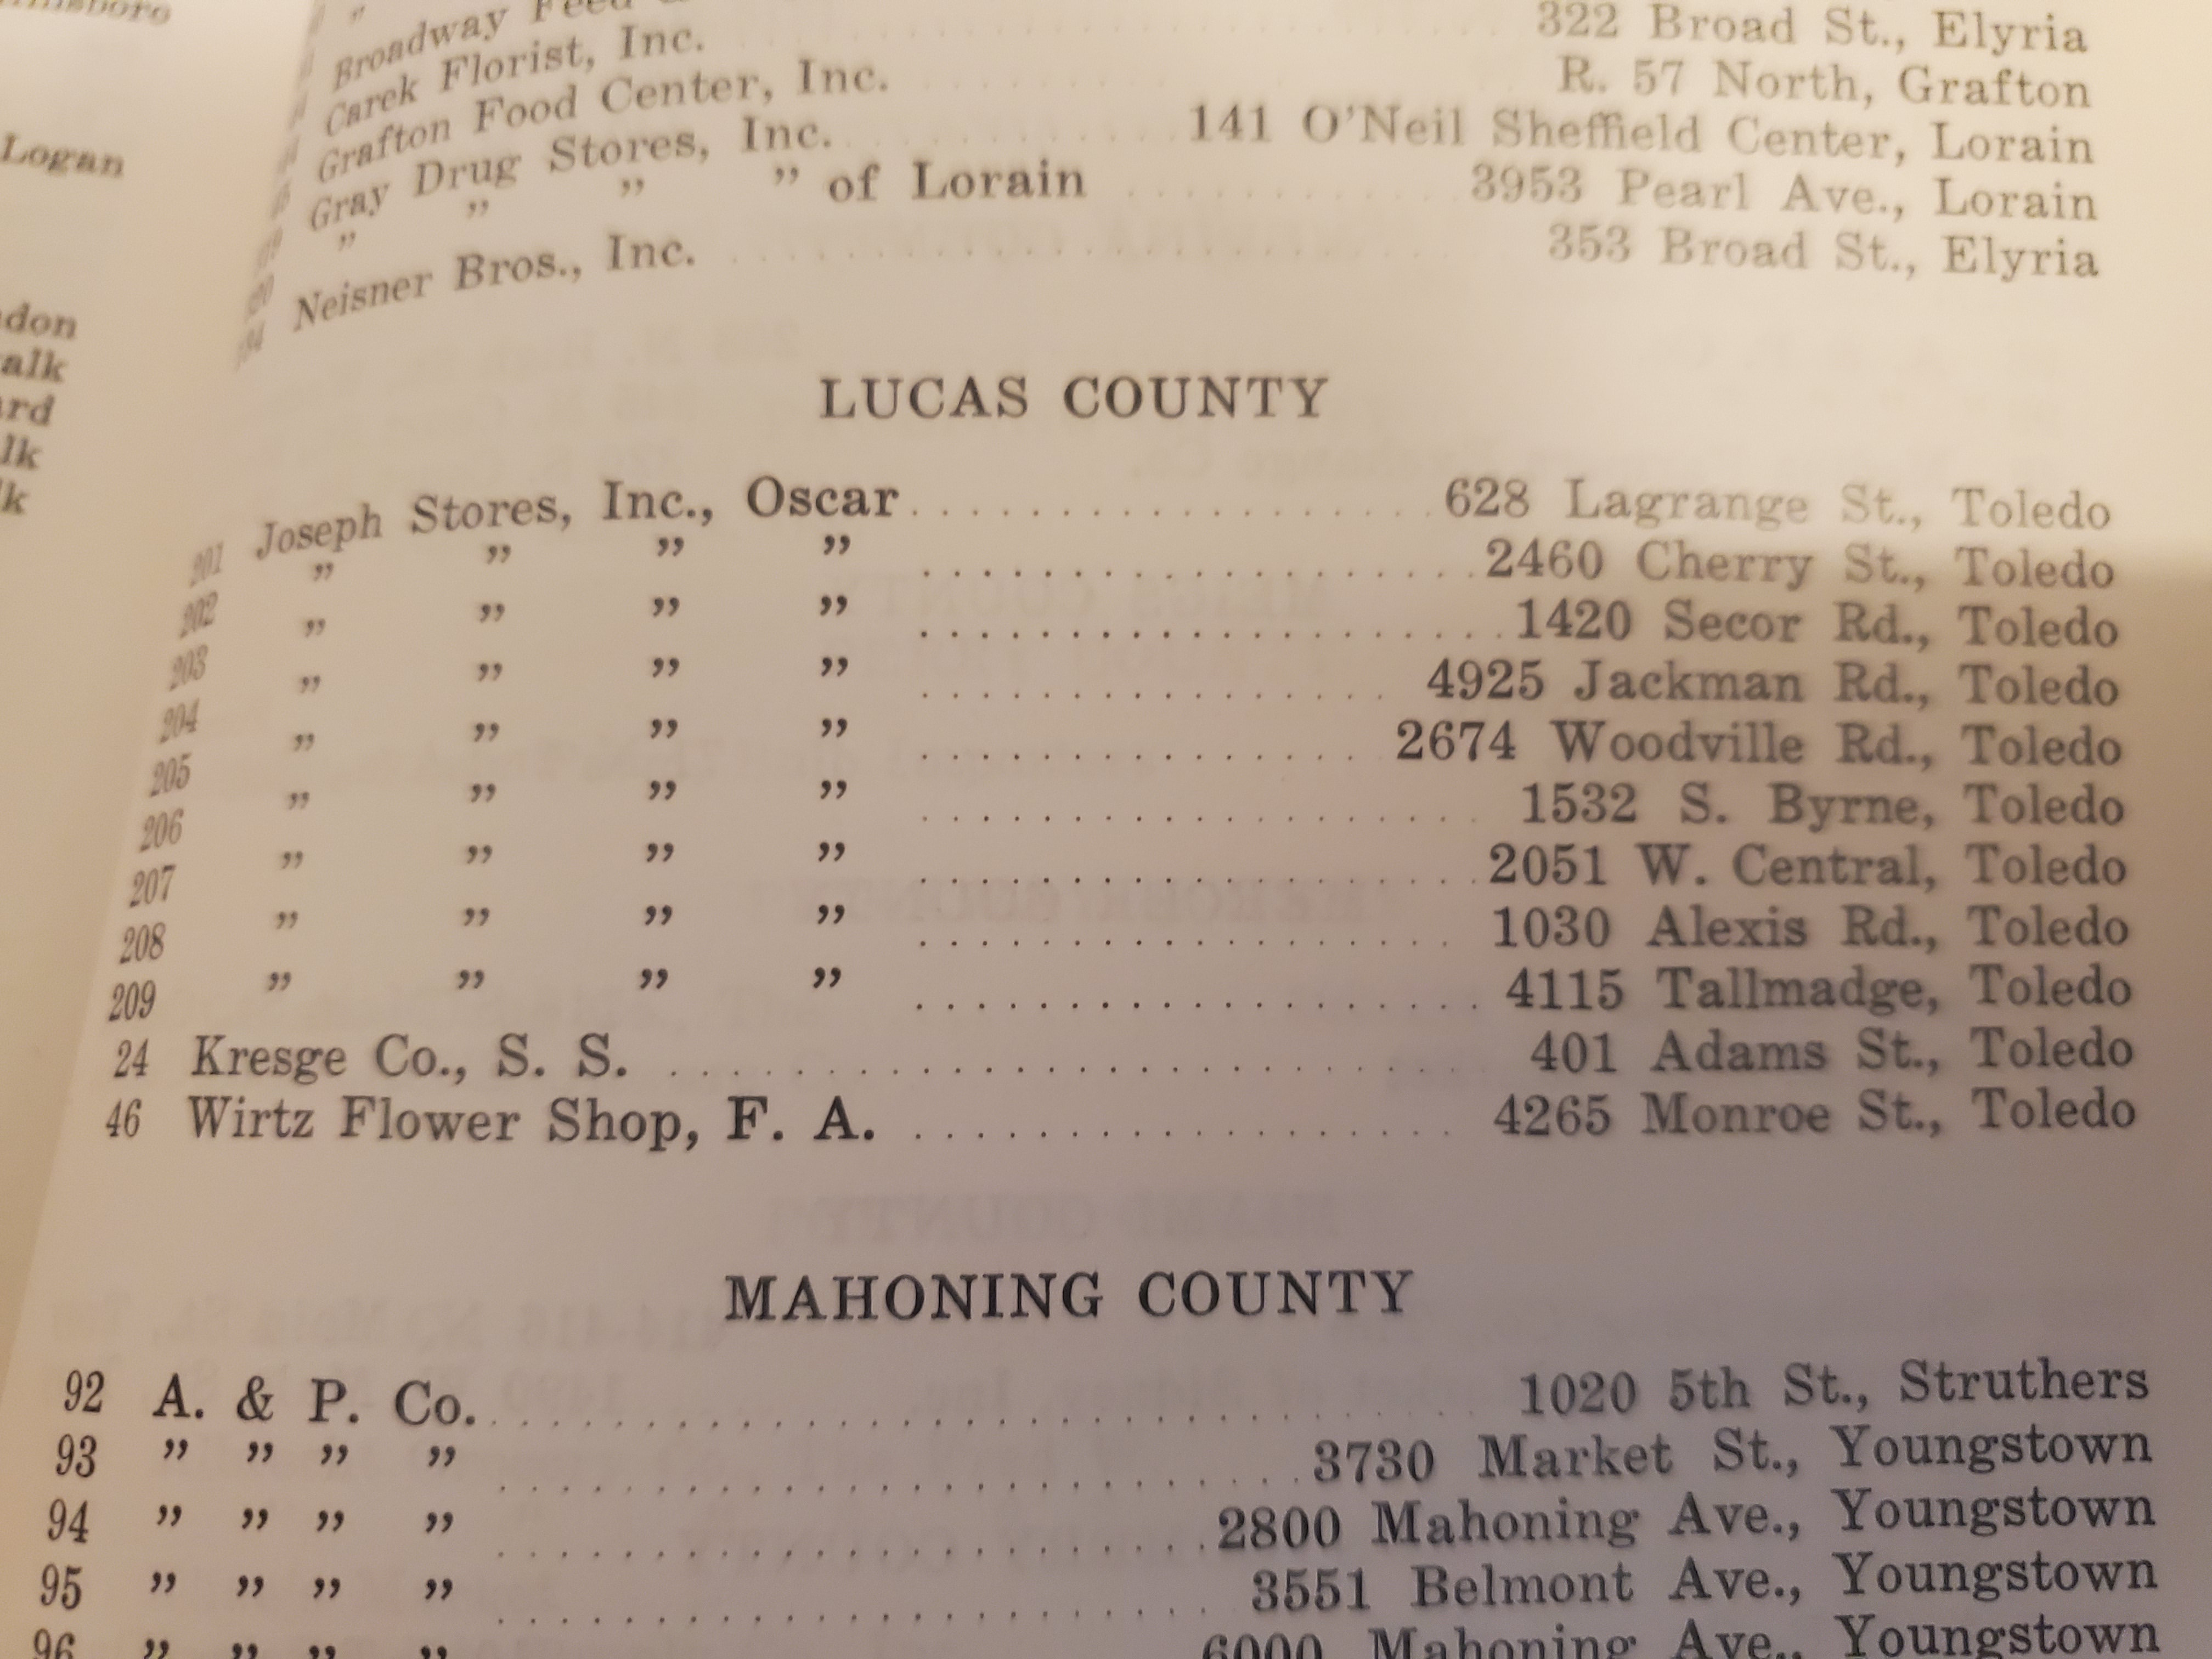 Logan
Broadway Feed
Carek Florist, Inc. 322 Broad St., Elyria
Grafton Food Center, Inc. R. 57 North, Grafton
Gray Drug Stores, Inc. 141 O'Neil Sheffield Center, Lorain
” ” ” ” of Lorain 3953 Pearl Ave., Lorain
Neisner Bros., Inc. 353 Broad St., Elyria
LUCAS COUNTY
201 Joseph Stores, Inc., Oscar 628 Lagrange St., Toledo
202 ” ” ” ” 2460 Cherry St., Toledo
203 ” ” ” ” 1420 Secor Rd., Toledo
204 ” ” ” ” 4925 Jackman Rd., Toledo
205 ” ” ” ” 2674 Woodville Rd., Toledo
206 ” ” ” ” 1532 S. Byrne, Toledo
207 ” ” ” ” 2051 W. Central, Toledo
208 ” ” ” ” 1030 Alexis Rd., Toledo
209 ” ” ” ” 4115 Tallmadge, Toledo
24 Kresge Co., S. S. 401 Adams St., Toledo
46 Wirtz Flower Shop, F. A. 4265 Monroe St., Toledo
MAHONING COUNTY
92 A. & P. Co. 1020 5th St., Struthers
93 ” ” ” ” 3730 Market St., Youngstown
94 ” ” ” ” 2800 Mahoning Ave., Youngstown
95 ” ” ” ” 3551 Belmont Ave., Youngstown
96 ” ” ” ” 6000 Mahoning Ave., Youngstown